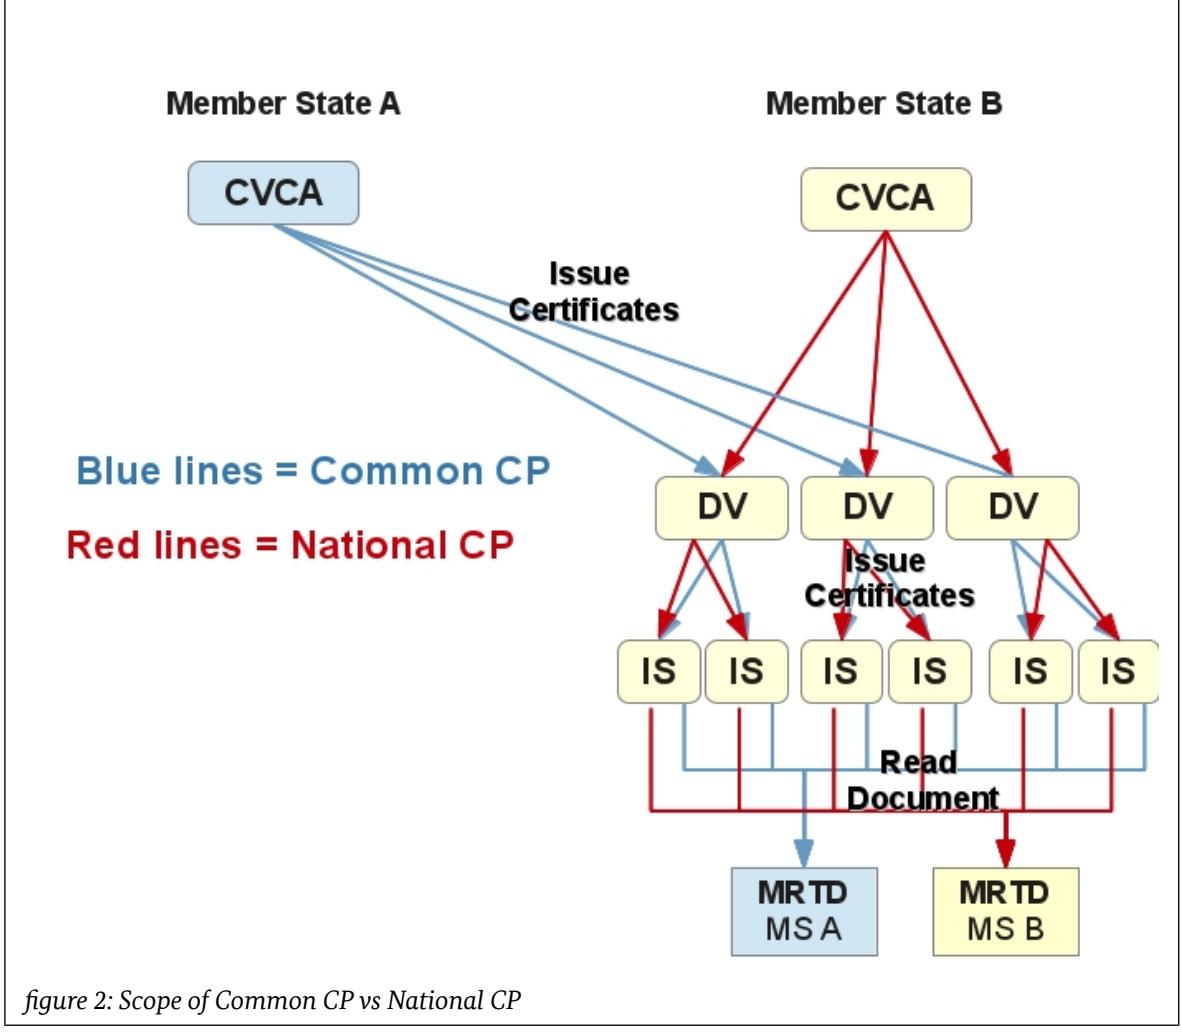 Member State A
Member State B
CVCA
CVCA
Issue
Certificates
Blue lines = Common CP
Red lines = National CP
DV
DV
DV
Issue
Certificates
IS
IS
IS
IS
IS
IS
Read
Document
MRTD
MS A
MRTD
MS B
figure 2: Scope of Common CP vs National CP